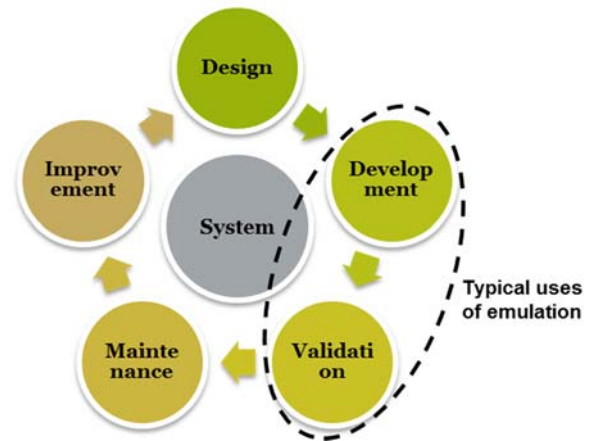 Design
Develop
ment
Typical uses
of emulation
Validati
on
Mainte
nance
Improv
ement
System